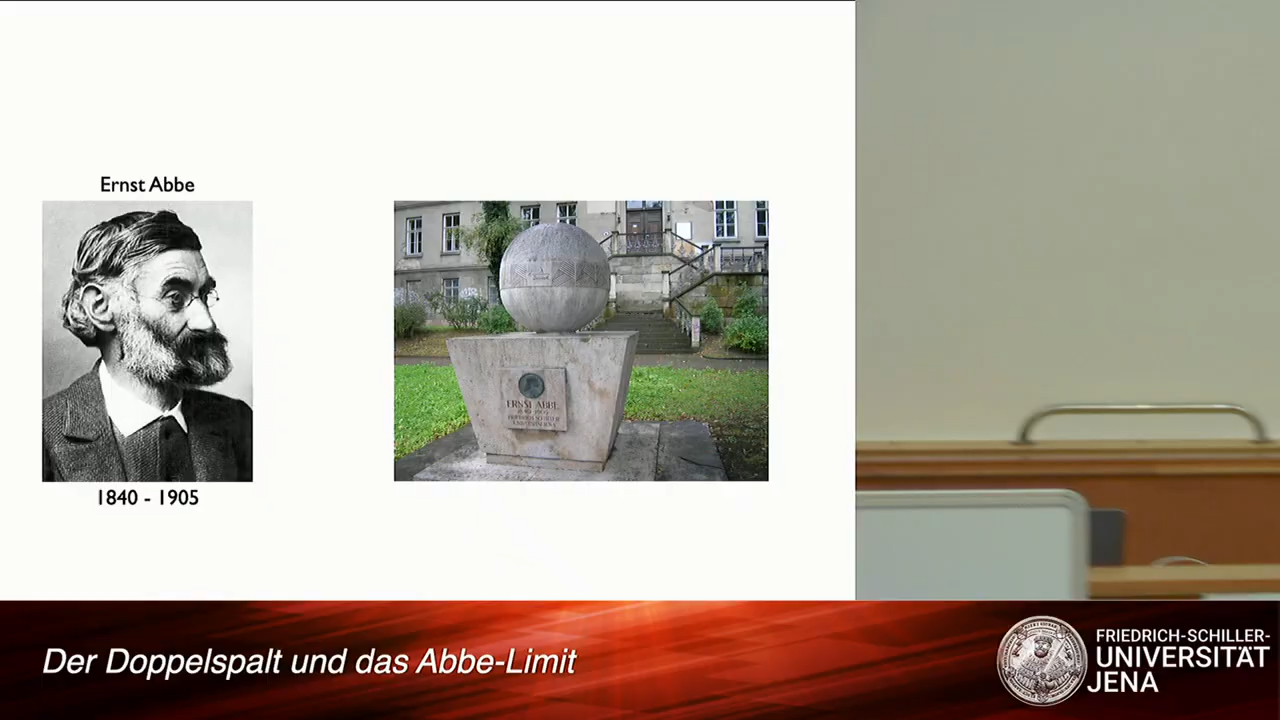 Ernst Abbe
1840 - 1905
ERNST ABBE
Der Doppelspalt und das Abbe-Limit
FRIEDRICH-SCHILLER-
UNIVERSITÄT
JENA